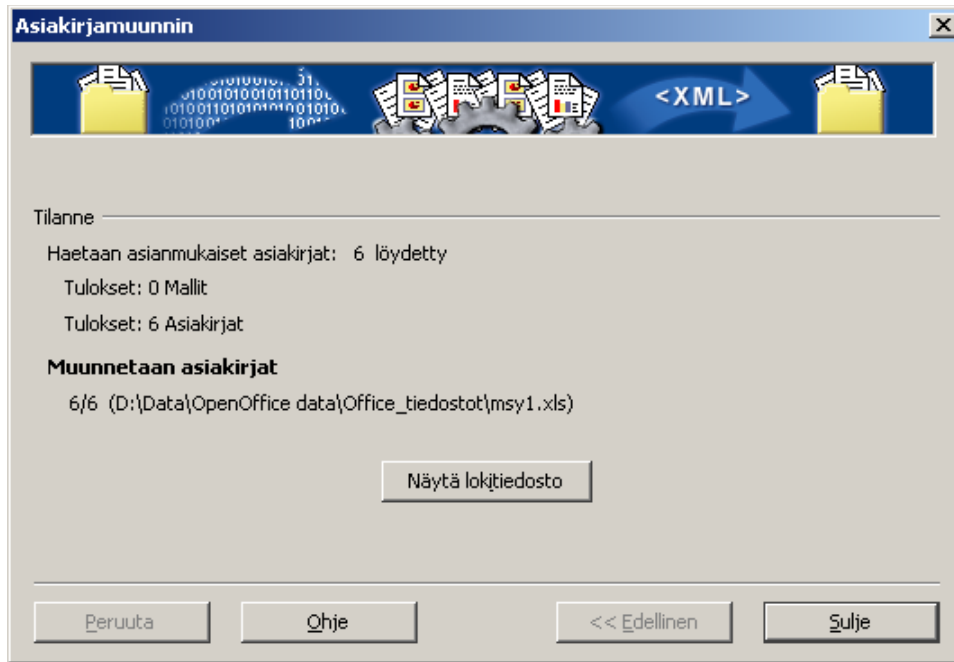 Asiakirjamuunnin
<XML>
Tilanne
Haetaan asianmukaiset asiakirjat: 6 löydetty
Tulokset: 0 Mallit
Tulokset: 6 Asiakirjat
Muunnetaan asiakirjat
6/6 (D:\Data\OpenOffice data\Office_tiedostot\msy1.xls)
Näytä lokitiedosto
Peruuta Ohje << Edellinen Sulje